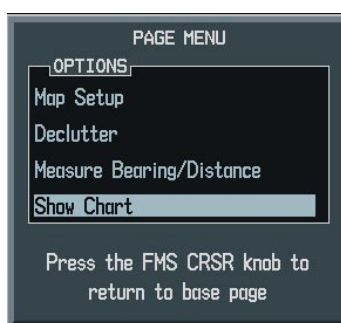 PAGE MENU
OPTIONS
Map Setup
Declutter
Measure Bearing/Distance
Show Chart
Press the FMS CRSR knob to
return to base page